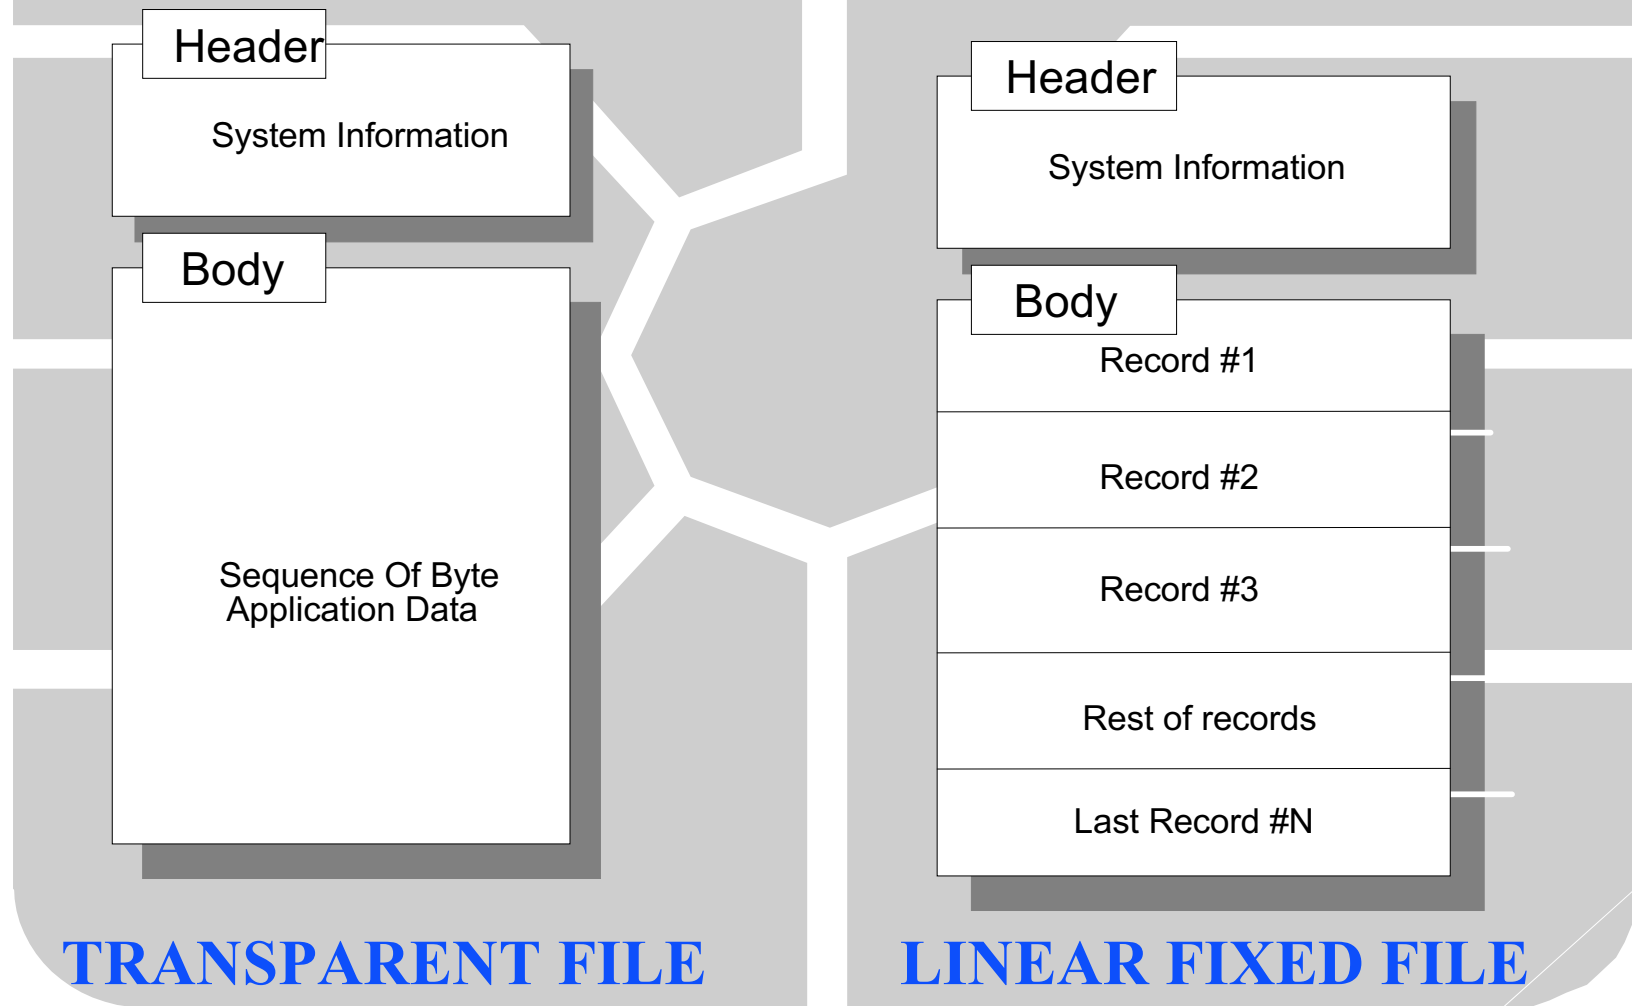 Header
System Information
Body
Sequence Of Byte
Application Data
TRANSPARENT FILE
Header
System Information
Body
Record #1
Record #2
Record #3
Rest of records
Last Record #N
LINEAR FIXED FILE